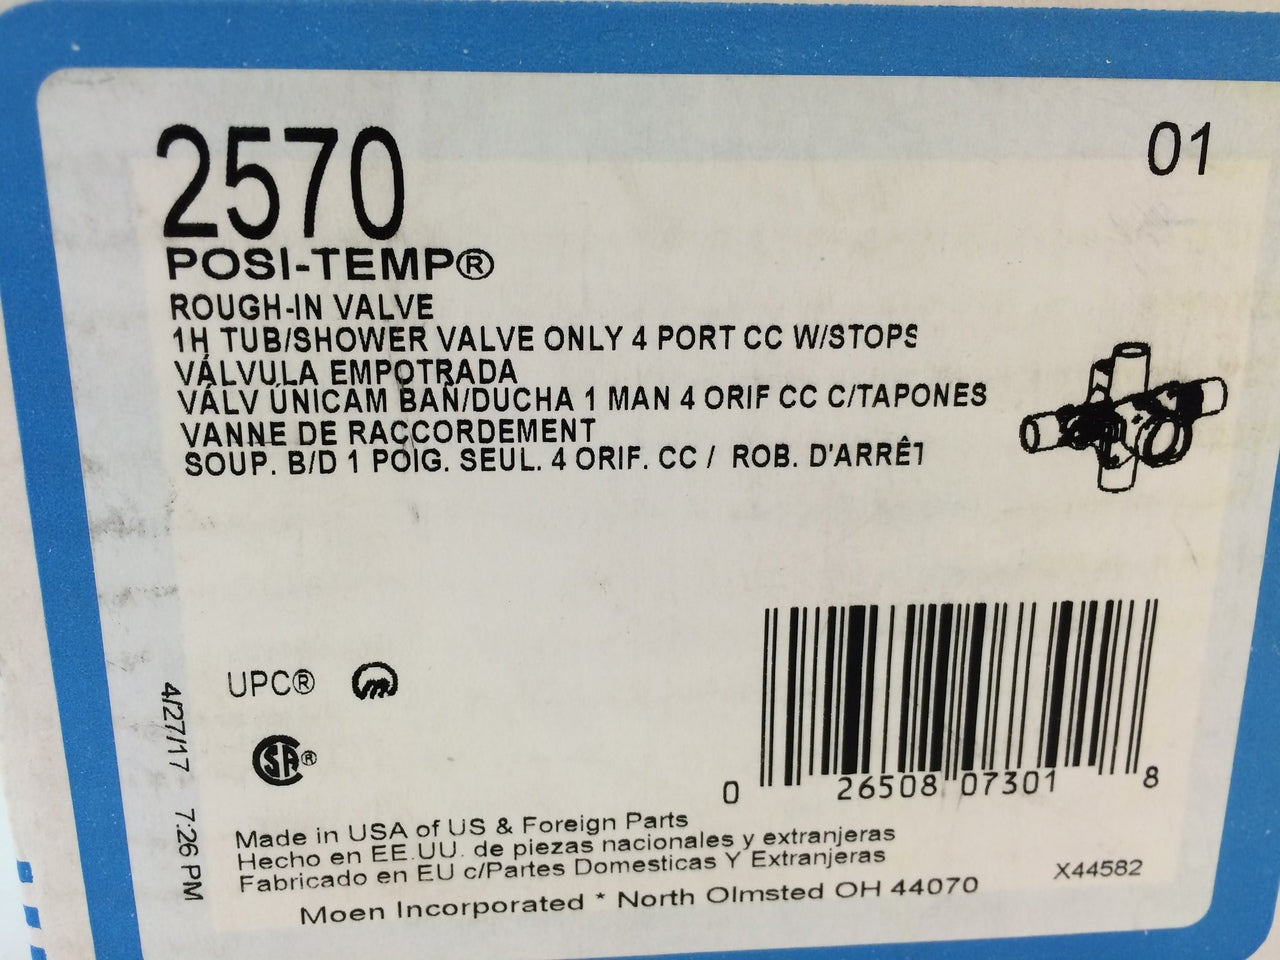 2570
01
POSI-TEMP®
ROUGH-IN VALVE
1H TUB/SHOWER VALVE ONLY 4 PORT CC W/STOPS
VÁLVULA EMPOTRADA
VALV ÚNICAM BAÑ/DUCHA 1 MAN 4 ORIF CC C/TAPONES
VANNE DE RACCORDEMENT
SOUP. B/D 1 POIG. SEUL. 4 ORIF. CC / ROB. D'ARRÊT
UPC®
SA®
4/27/17 7:26 PM
0 26508 07301 8
Made in USA of US & Foreign Parts
Hecho en EE.UU. de piezas nacionales y extranjeras
Fabricado en EU c/Partes Domesticas Y Extranjeras
X44582
Moen Incorporated * North Olmsted OH 44070